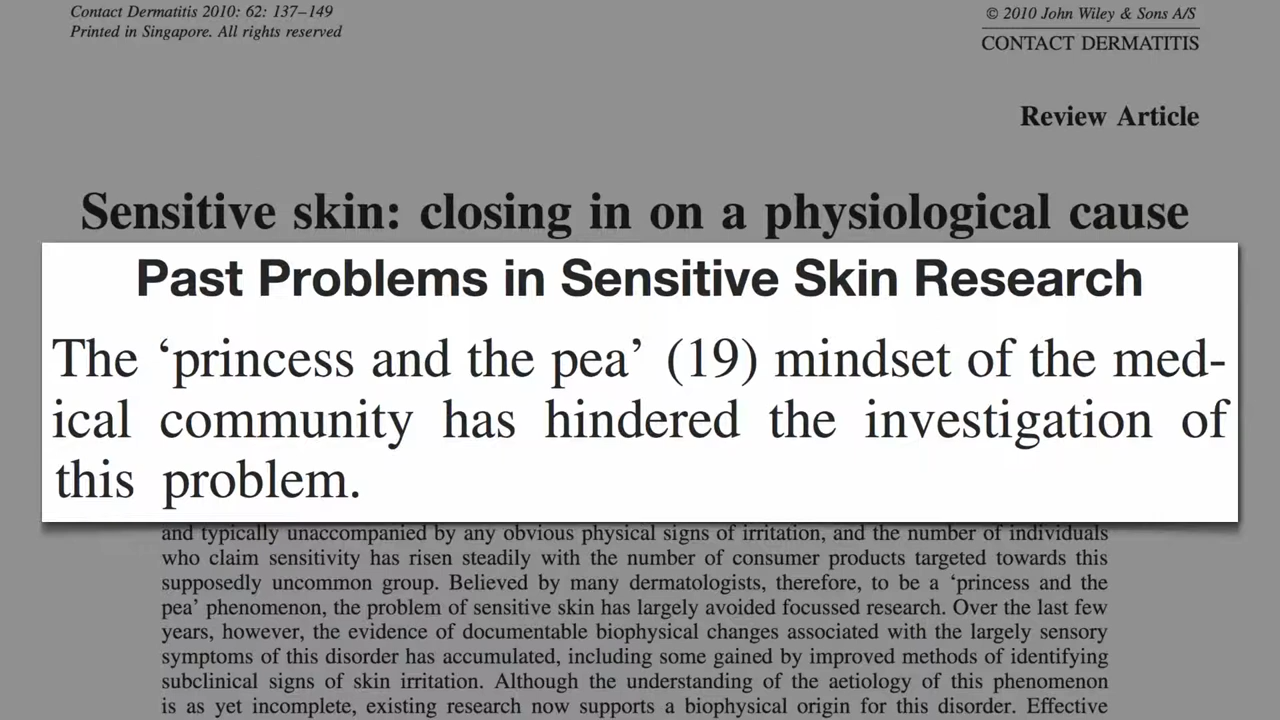 Contact Dermatitis 2010: 62: 137–149
Printed in Singapore. All rights reserved
© 2010 John Wiley & Sons A/S
CONTACT DERMATITIS
Review Article
Sensitive skin: closing in on a physiological cause
Past Problems in Sensitive Skin Research
The ‘princess and the pea’ (19) mindset of the med-
ical community has hindered the investigation of
this problem.
and typically unaccompanied by any obvious physical signs of irritation, and the number of individuals
who claim sensitivity has risen steadily with the number of consumer products targeted towards this
supposedly uncommon group. Believed by many dermatologists, therefore, to be a ‘princess and the
pea’ phenomenon, the problem of sensitive skin has largely avoided focussed research. Over the last few
years, however, the evidence of documentable biophysical changes associated with the largely sensory
symptoms of this disorder has accumulated, including some gained by improved methods of identifying
subclinical signs of skin irritation. Although the understanding of the aetiology of this phenomenon
is as yet incomplete, existing research now supports a biophysical origin for this disorder. Effective